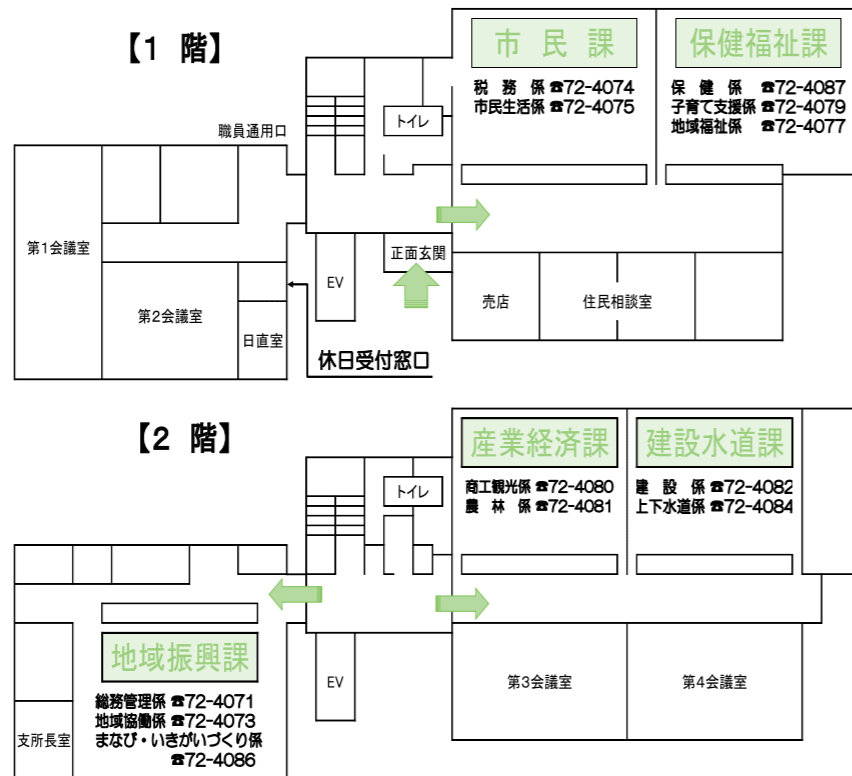 【1 階】
市 民 課
税 務 係 ☎72-4074
市民生活係 ☎72-4075
保健福祉課
保 健 係 ☎72-4087
子育て支援係 ☎72-4079
地域福祉係 ☎72-4077
トイレ
職員通用口
第1会議室
第2会議室
日直室
EV
正面玄関
売店
住民相談室
休日受付窓口
【2 階】
産業経済課
商工観光係 ☎72-4080
農 林 係 ☎72-4081
建設水道課
建 設 係 ☎72-4082
上下水道係 ☎72-4084
トイレ
地域振興課
総務管理係 ☎72-4071
地域協働係 ☎72-4073
まなび・いきがいづくり係
☎72-4086
支所長室
EV
第3会議室
第4会議室